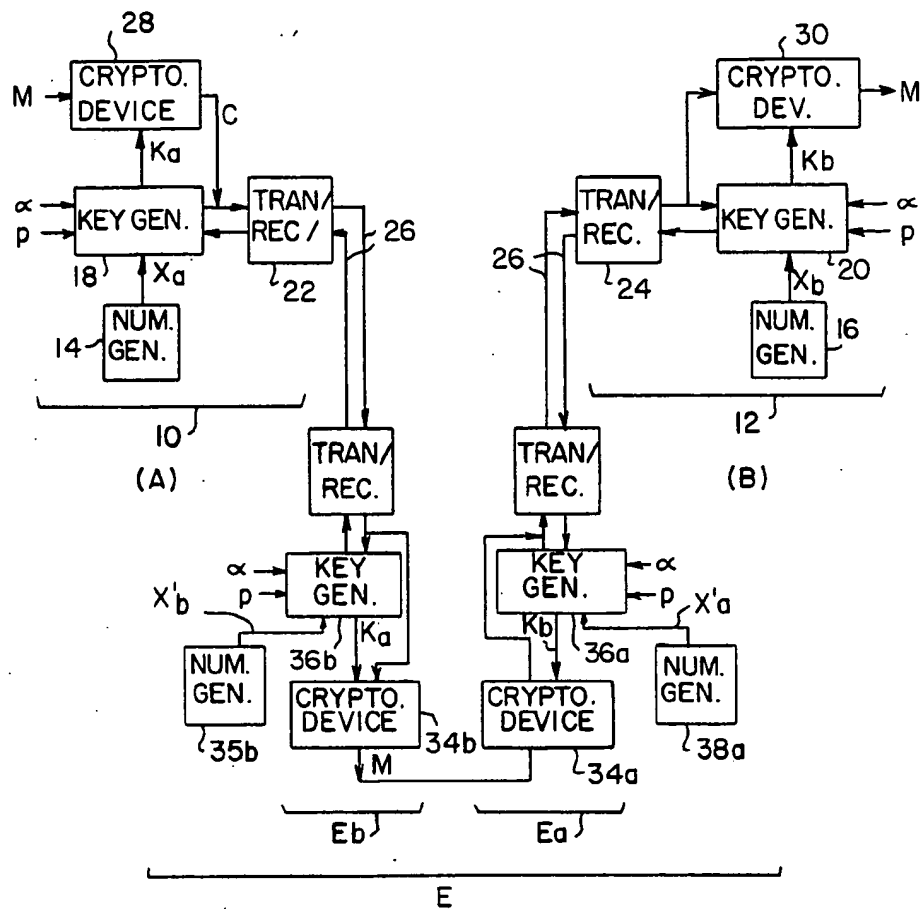 28
CRYPTO.
DEVICE
M
C
Ka
α
p
KEY GEN.
18
Xa
TRAN/
REC/
22
26
14
NUM.
GEN.
10
(A)
30
CRYPTO.
DEV.
M
Kb
TRAN/
REC.
24
26
KEY GEN.
α
p
20
Xb
NUM.
GEN.
16
12
(B)
TRAN/
REC.
TRAN/
REC.
α
p
KEY
GEN.
X'b
36b
Ka
NUM.
GEN.
35b
CRYPTO.
DEVICE
34b
M
KEY
GEN.
α
p
X'a
Kb
36a
NUM.
GEN.
38a
CRYPTO.
DEVICE
34a
Eb
Ea
E